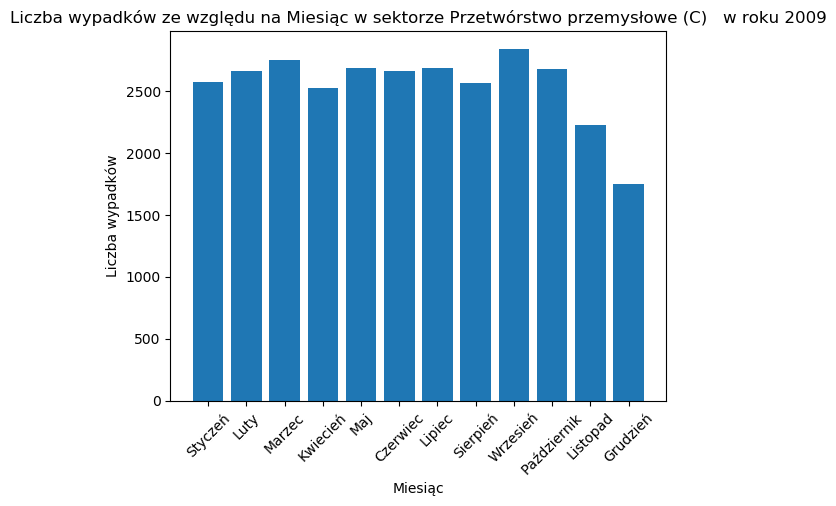 Liczba wypadków ze względu na Miesiąc w sektorze Przetwórstwo przemysłowe (C)   w roku 2009
Liczba wypadków
2500
2000
1500
1000
500
0
Styczeń
Luty
Marzec
Kwiecień
Maj
Czerwiec
Lipiec
Sierpień
Wrzesień
Październik
Listopad
Grudzień
Miesiąc